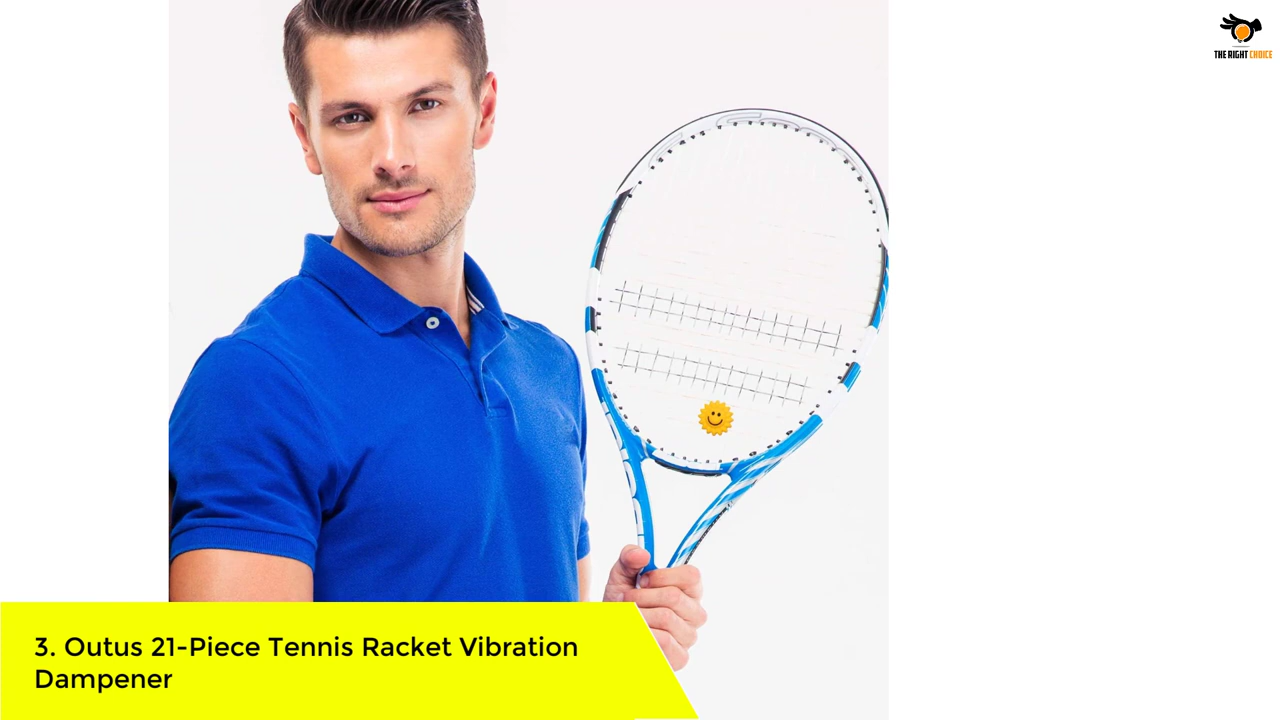 THE RIGHT CHOICE
3. Outus 21-Piece Tennis Racket Vibration
Dampener